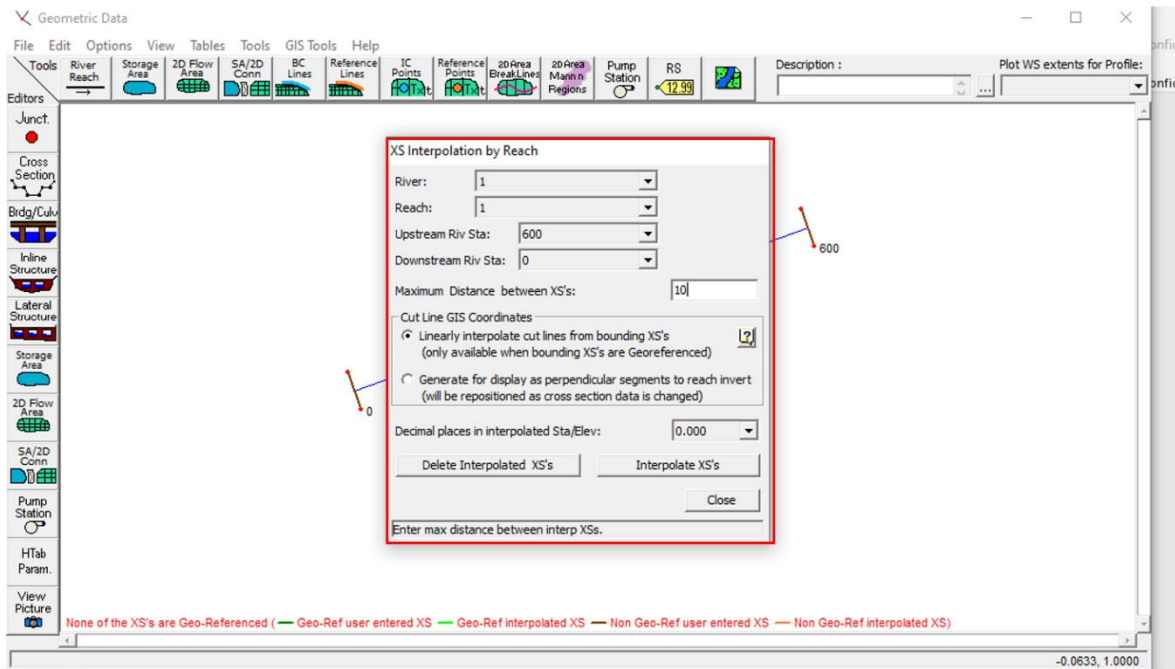 Geometric Data
File Edit Options View Tables Tools GIS Tools Help
Tools
Editors
River
Reach
Storage
Area
2D Flow
Area
SA/2D
Conn
BC
Lines
Reference
Lines
IC
Points
Reference
Points
2D Area
BreakLines
2D Area
Mann n
Regions
Pump
Station
RS
12.99
Description :
...
Plot WS extents for Profile:
Junct.
Cross
Section
Brdg/Culv
Inline
Structure
Lateral
Structure
Storage
Area
2D Flow
Area
SA/2D
Conn
Pump
Station
HTab
Param.
View
Picture
XS Interpolation by Reach
River: 1
Reach: 1
Upstream Riv Sta: 600
Downstream Riv Sta: 0
Maximum Distance between XS's: 10
Cut Line GIS Coordinates
Linearly interpolate cut lines from bounding XS's
(only available when bounding XS's are Georeferenced)
Generate for display as perpendicular segments to reach invert
(will be repositioned as cross section data is changed)
Decimal places in interpolated Sta/Elev: 0.000
Delete Interpolated XS's Interpolate XS's
Close
Enter max distance between interp XSs.
600
0
None of the XS's are Geo-Referenced ( — Geo-Ref user entered XS — Geo-Ref interpolated XS — Non Geo-Ref user entered XS — Non Geo-Ref interpolated XS)
-0.0633, 1.0000